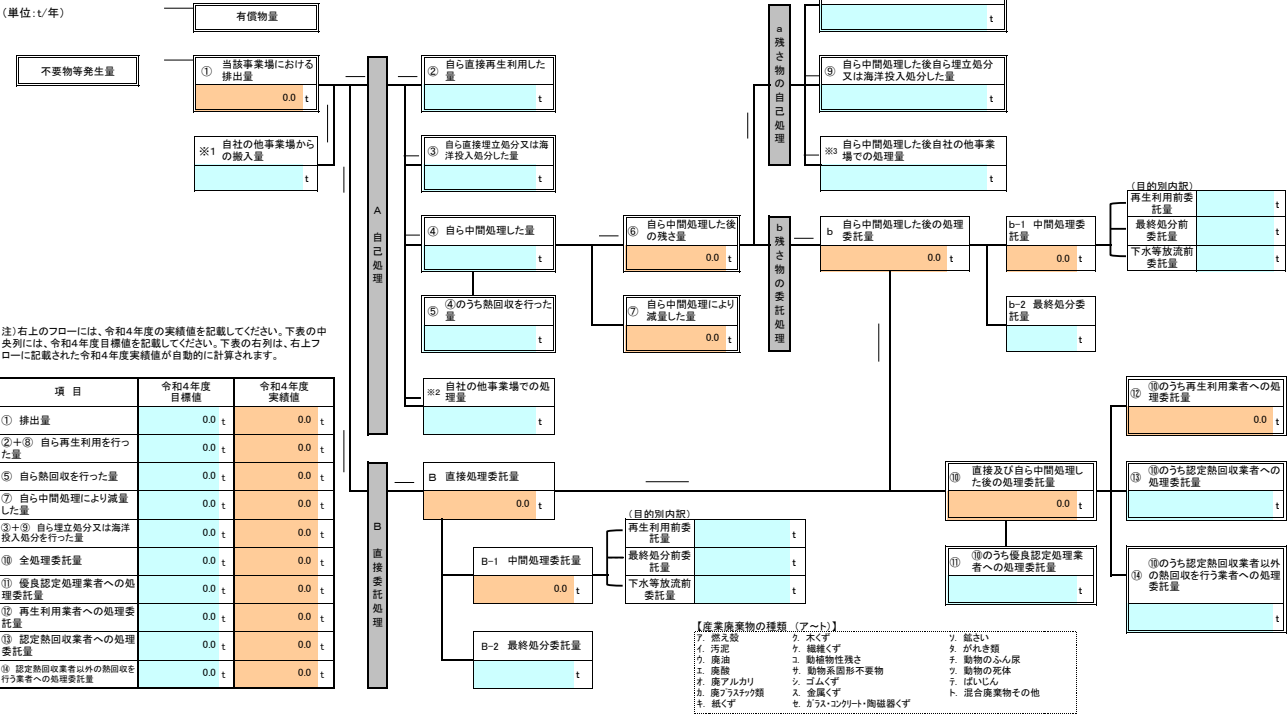 (単位:t/年)
有償物量
t
不要物等発生量
① 当該事業場における
排出量
0.0 t
※1 自社の他事業場から
の搬入量
t
A
自
己
処
理
② 自ら直接再生利用した
量
t
③ 自ら直接埋立処分又は海
洋投入処分した量
t
④ 自ら中間処理した量
t
⑤ ④のうち熱回収を行った
量
t
※2 自社の他事業場での処
理量
t
⑥ 自ら中間処理した後
の残さ量
0.0 t
⑦ 自ら中間処理により
減量した量
0.0 t
a
残
さ
物
の
自
己
処
理
⑨ 自ら中間処理した後自ら埋立処分
又は海洋投入処分した量
t
※3 自ら中間処理した後自社の他事業
場での処理量
t
b
残
さ
物
の
委
託
処
理
b 自ら中間処理した後の処理
委託量
0.0 t
b-1 中間処理委
託量
0.0 t
b-2 最終処分委
託量
t
(目的別内訳)
再生利用前委
託量 t
最終処分前
委託量 t
下水等放流前
委託量 t
注)右上のフローには、令和4年度の実績値を記載してください。下表の中
央列には、令和4年度目標値を記載してください。下表の右列は、右上フ
ローに記載された令和4年度実績値が自動的に計算されます。
項 目 令和4年度
目標値 令和4年度
実績値
① 排出量 0.0 t 0.0 t
②+⑧ 自ら再生利用を行っ
た量 0.0 t 0.0 t
⑤ 自ら熱回収を行った量 0.0 t 0.0 t
⑦ 自ら中間処理により減量
した量 0.0 t 0.0 t
③+⑨ 自ら埋立処分又は海洋
投入処分を行った量 0.0 t 0.0 t
⑩ 全処理委託量 0.0 t 0.0 t
⑪ 優良認定処理業者への処
理委託量 0.0 t 0.0 t
⑫ 再生利用業者への処理委
託量 0.0 t 0.0 t
⑬ 認定熱回収業者への処理
委託量 0.0 t 0.0 t
⑭ 認定熱回収業者以外の熱回収を
行う業者への処理委託量 0.0 t 0.0 t
B
直
接
委
託
処
理
B 直接処理委託量
0.0 t
B-1 中間処理委託量
0.0 t
B-2 最終処分委託量
t
(目的別内訳)
再生利用前委
託量 t
最終処分前委
託量 t
下水等放流前
委託量 t
⑩ 直接及び自ら中間処理し
た後の処理委託量
0.0 t
⑪ ⑩のうち優良認定処理業
者への処理委託量
t
⑫ ⑩のうち再生利用業者への処
理委託量
0.0 t
⑬ ⑩のうち認定熱回収業者への
処理委託量
t
⑭ ⑩のうち認定熱回収業者以外
の熱回収を行う業者への処理
委託量
t
【産業廃棄物の種類 (ア~ト)】
ア. 燃え殻 ク. 木くず ソ. 鉱さい
イ. 汚泥 ケ. 繊維くず タ. がれき類
ウ. 廃油 コ. 動植物性残さ チ. 動物のふん尿
エ. 廃酸 サ. 動物系固形不要物 ツ. 動物の死体
オ. 廃アルカリ シ. ゴムくず テ. ばいじん
カ. 廃プラスチック類 ス. 金属くず ト. 混合廃棄物その他
キ. 紙くず セ. ガラス・コンクリート・陶磁器くず